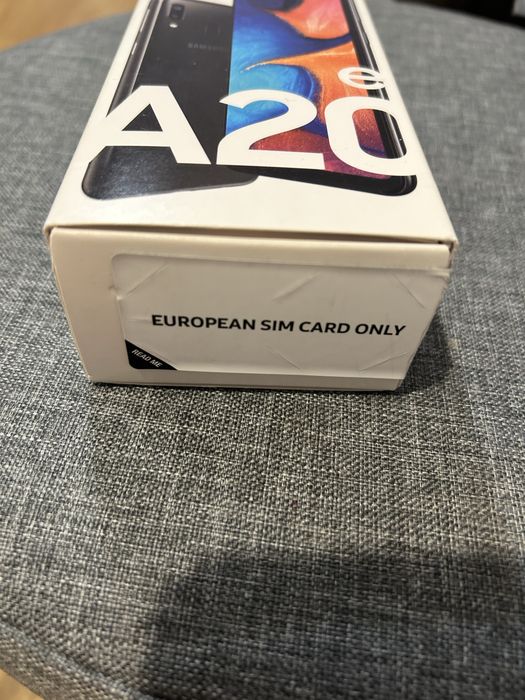 SAMSUNG
A20e
EUROPEAN SIM CARD ONLY
READ ME